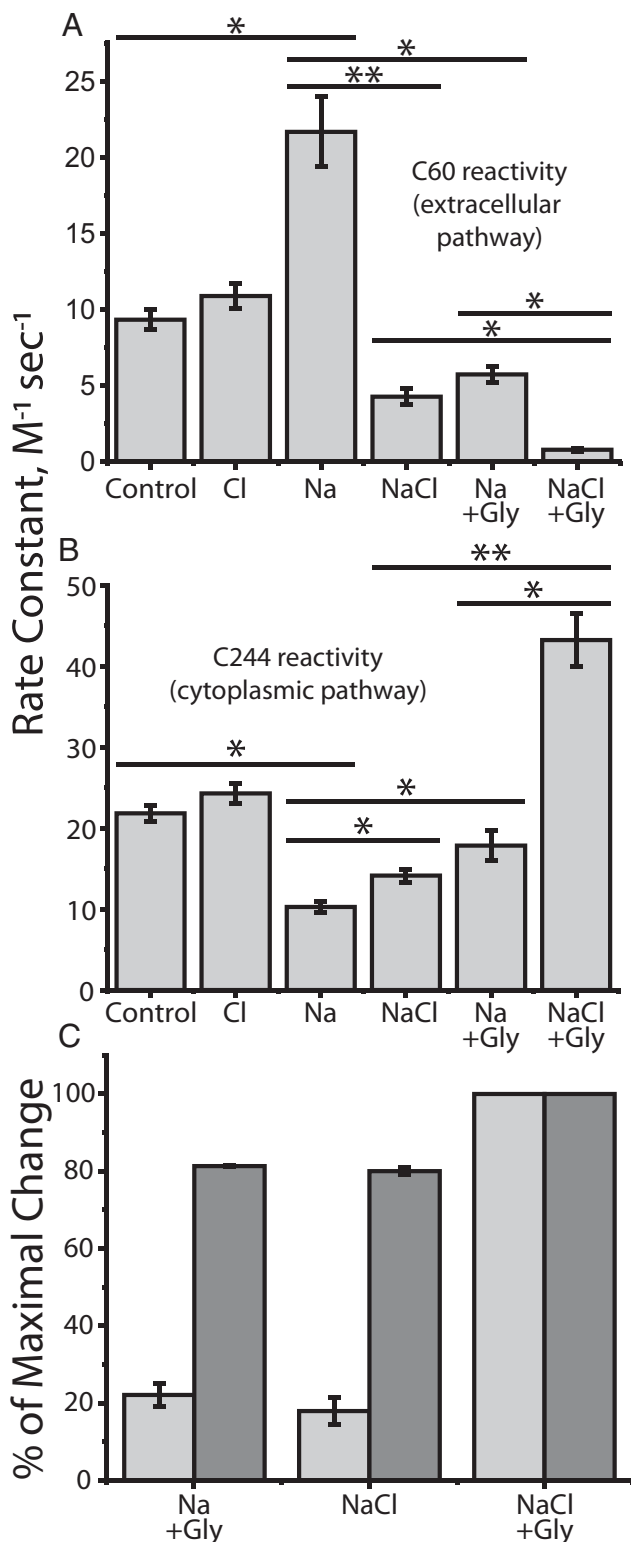 A
*
*
**
25
20
15
10
5
0
C60 reactivity
(extracellular
pathway)
*
*
Control Cl Na NaCl Na NaCl
+Gly +Gly
Rate Constant, M⁻¹ sec⁻¹
B
**
*
50
40
30
20
10
0
C244 reactivity
(cytoplasmic pathway)
*
*
*
Control Cl Na NaCl Na NaCl
+Gly +Gly
C
100
80
60
40
20
0
% of Maximal Change
Na NaCl NaCl
+Gly +Gly